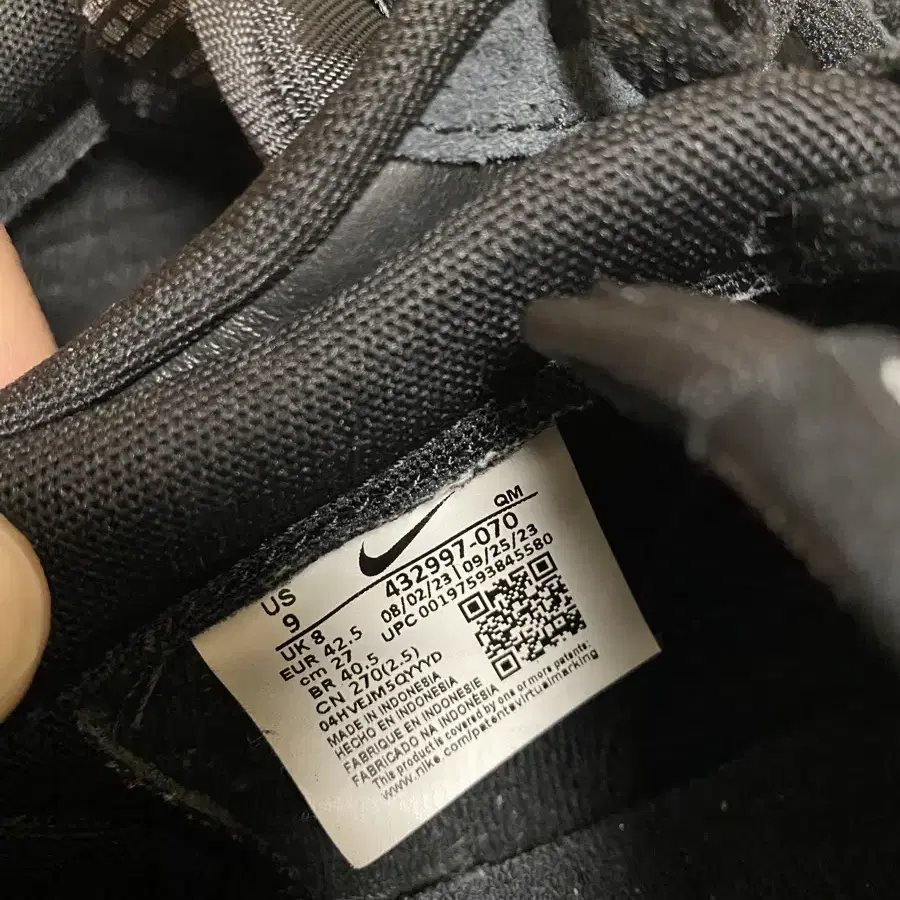 QM
432997-070
08/02/23 | 09/25/23
UPC 00197593845580
US
9
UK 8
EUR 42.5
cm 27
BR 40.5
CN 270(2.5)
04HVEJM5QYYYD
MADE IN INDONESIA
HECHO EN INDONESIA
FABRIQUE EN INDONESIE
FABRICADO NA INDONÉSIA
This product is covered by one or more patents:
www.nike.com/patentsvirtualmarking